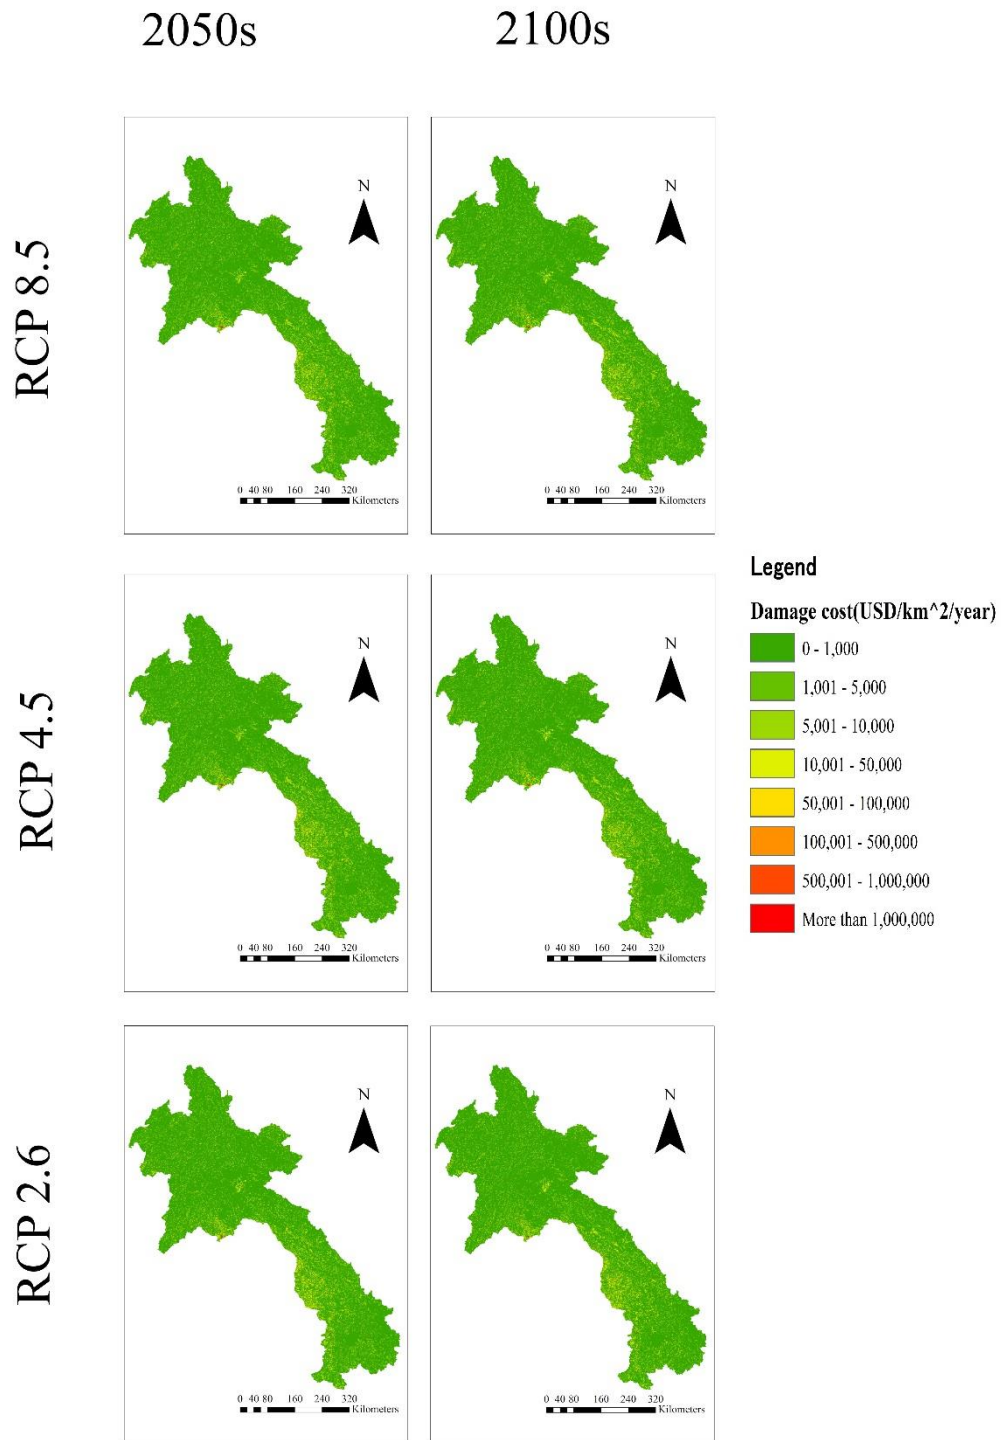 2050s 2100s
RCP 8.5
N
0 40 80 160 240 320
Kilometers
N
0 40 80 160 240 320
Kilometers
RCP 4.5
N
0 40 80 160 240 320
Kilometers
N
0 40 80 160 240 320
Kilometers
Legend
Damage cost(USD/km^2/year)
0 - 1,000
1,001 - 5,000
5,001 - 10,000
10,001 - 50,000
50,001 - 100,000
100,001 - 500,000
500,001 - 1,000,000
More than 1,000,000
RCP 2.6
N
0 40 80 160 240 320
Kilometers
N
0 40 80 160 240 320
Kilometers